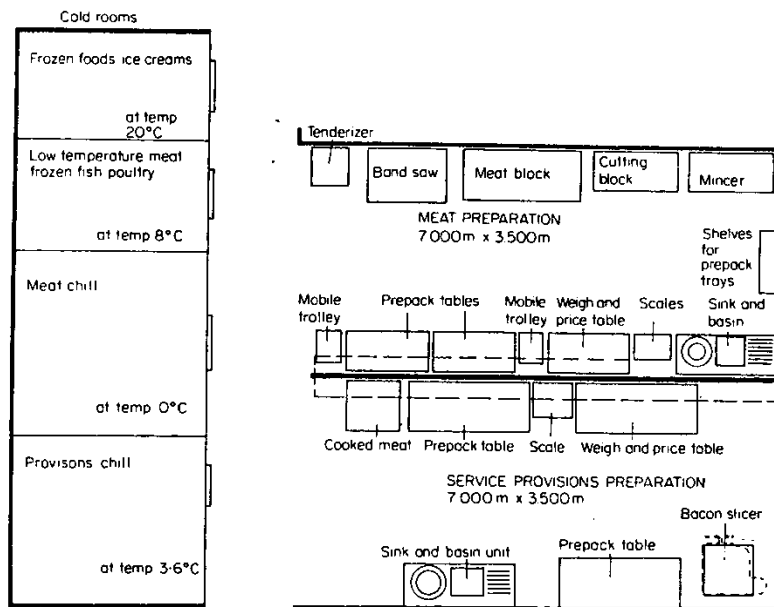 Cold rooms
Frozen foods ice creams
at temp
20°C
Low temperature meat
frozen fish poultry
at temp 8°C
Meat chill
at temp 0°C
Provisons chill
at temp 3·6°C
Tenderizer
Band saw
Meat block
Cutting
block
Mincer
MEAT PREPARATION
7 000m x 3.500m
Shelves
for
prepack
trays
Mobile
trolley
Prepack tables
Mobile
trolley
Weigh and
price table
Scales
Sink and
basin
Cooked meat
Prepack table
Scale
Weigh and price table
SERVICE PROVISIONS PREPARATION
7 000m x 3500m
Sink and basin unit
Prepack table
Bacon slicer